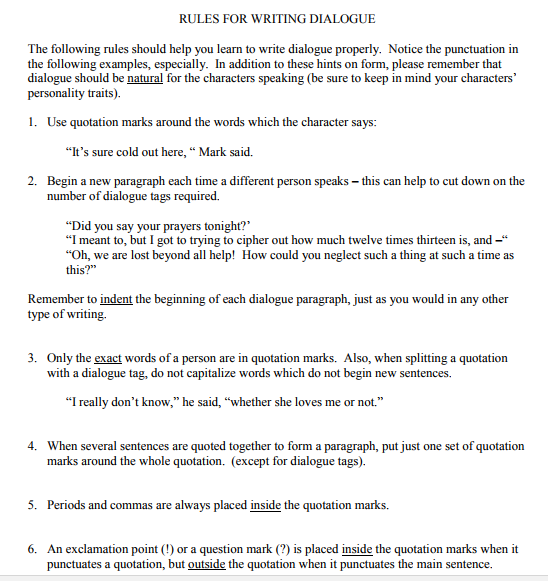 RULES FOR WRITING DIALOGUE
The following rules should help you learn to write dialogue properly.  Notice the punctuation in
the following examples, especially.  In addition to these hints on form, please remember that
dialogue should be natural for the characters speaking (be sure to keep in mind your characters’
personality traits).
1.  Use quotation marks around the words which the character says:
“It’s sure cold out here, “ Mark said.
2.  Begin a new paragraph each time a different person speaks – this can help to cut down on the
number of dialogue tags required.
“Did you say your prayers tonight?’
“I meant to, but I got to trying to cipher out how much twelve times thirteen is, and –“
“Oh, we are lost beyond all help!  How could you neglect such a thing at such a time as
this?”
Remember to indent the beginning of each dialogue paragraph, just as you would in any other
type of writing.
3.  Only the exact words of a person are in quotation marks.  Also, when splitting a quotation
with a dialogue tag, do not capitalize words which do not begin new sentences.
“I really don’t know,” he said, “whether she loves me or not.”
4.  When several sentences are quoted together to form a paragraph, put just one set of quotation
marks around the whole quotation.  (except for dialogue tags).
5.  Periods and commas are always placed inside the quotation marks.
6.  An exclamation point (!) or a question mark (?) is placed inside the quotation marks when it
punctuates a quotation, but outside the quotation when it punctuates the main sentence.